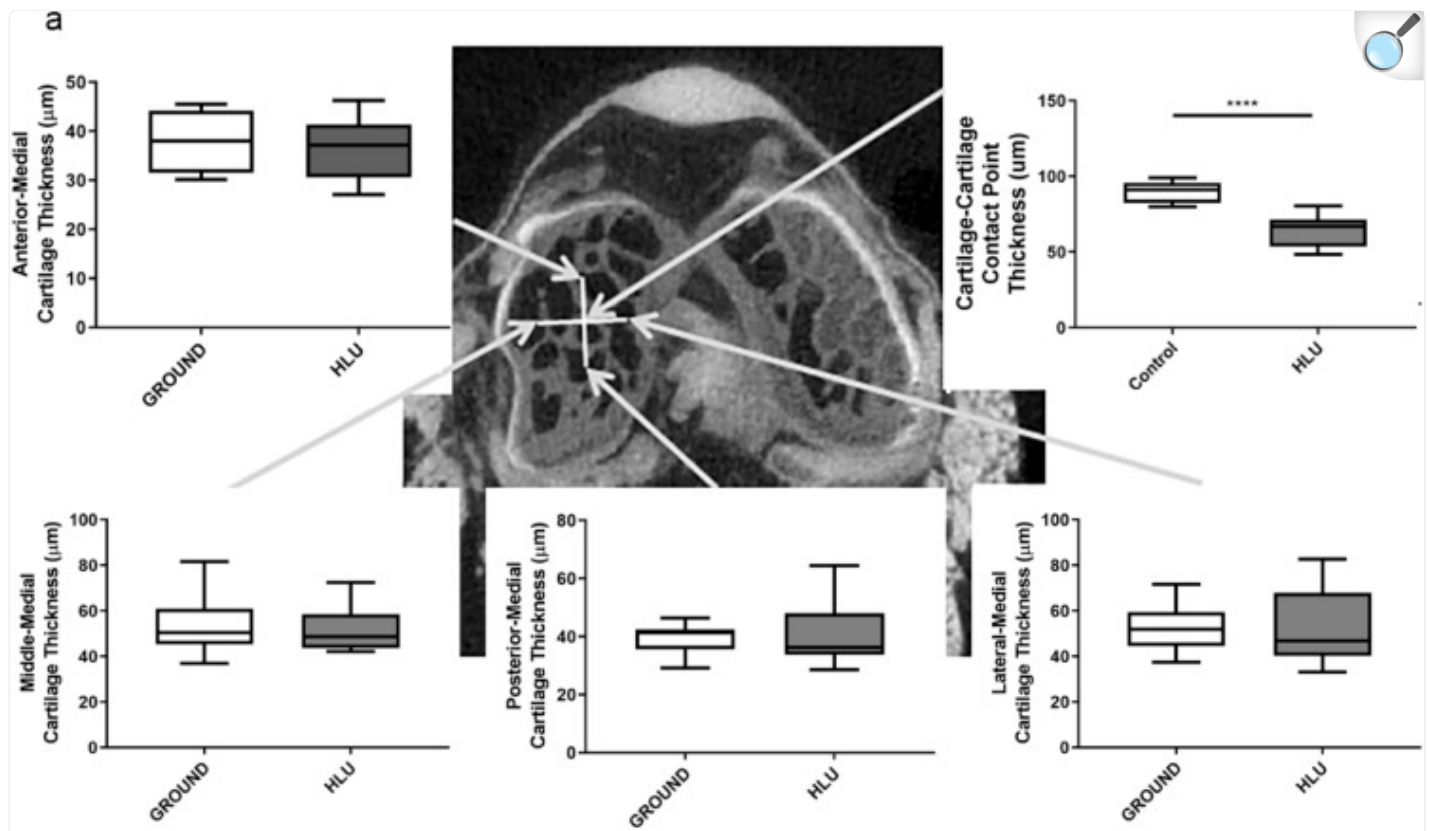 a
Anterior-Medial
Cartilage Thickness (μm)
50
40
30
20
10
0
GROUND
HLU
Cartilage-Cartilage
Contact Point
Thickness (um)
150
100
50
0
****
Control
HLU
Middle-Medial
Cartilage Thickness (μm)
100
80
60
40
20
0
GROUND
HLU
Posterior-Medial
Cartilage Thickness (μm)
80
60
40
20
0
GROUND
HLU
Lateral-Medial
Cartilage Thickness (μm)
100
80
60
40
20
0
GROUND
HLU